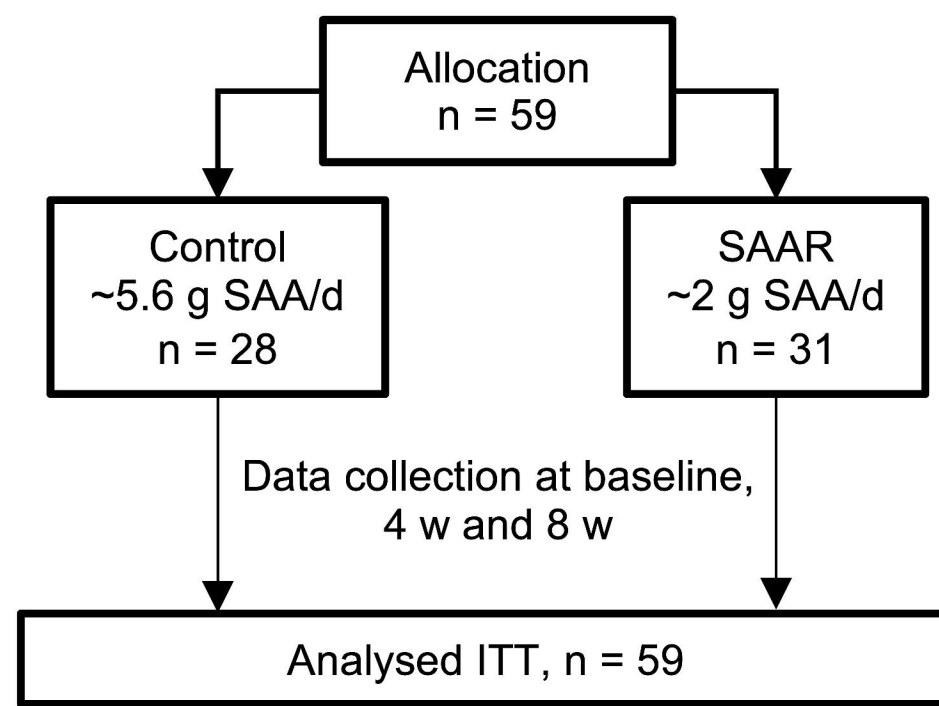 Allocation
n = 59
Control
~5.6 g SAA/d
n = 28
SAAR
~2 g SAA/d
n = 31
Data collection at baseline,
4 w and 8 w
Analysed ITT, n = 59